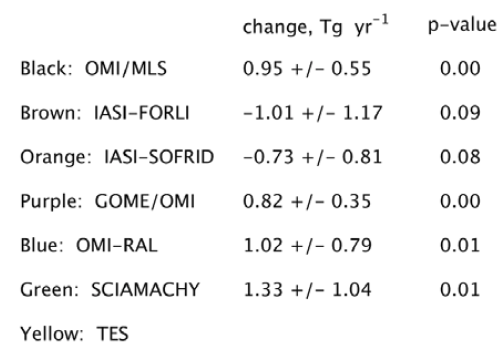 change, Tg yr⁻¹ p-value
Black: OMI/MLS 0.95 +/- 0.55 0.00
Brown: IASI-FORLI -1.01 +/- 1.17 0.09
Orange: IASI-SOFRID -0.73 +/- 0.81 0.08
Purple: GOME/OMI 0.82 +/- 0.35 0.00
Blue: OMI-RAL 1.02 +/- 0.79 0.01
Green: SCIAMACHY 1.33 +/- 1.04 0.01
Yellow: TES